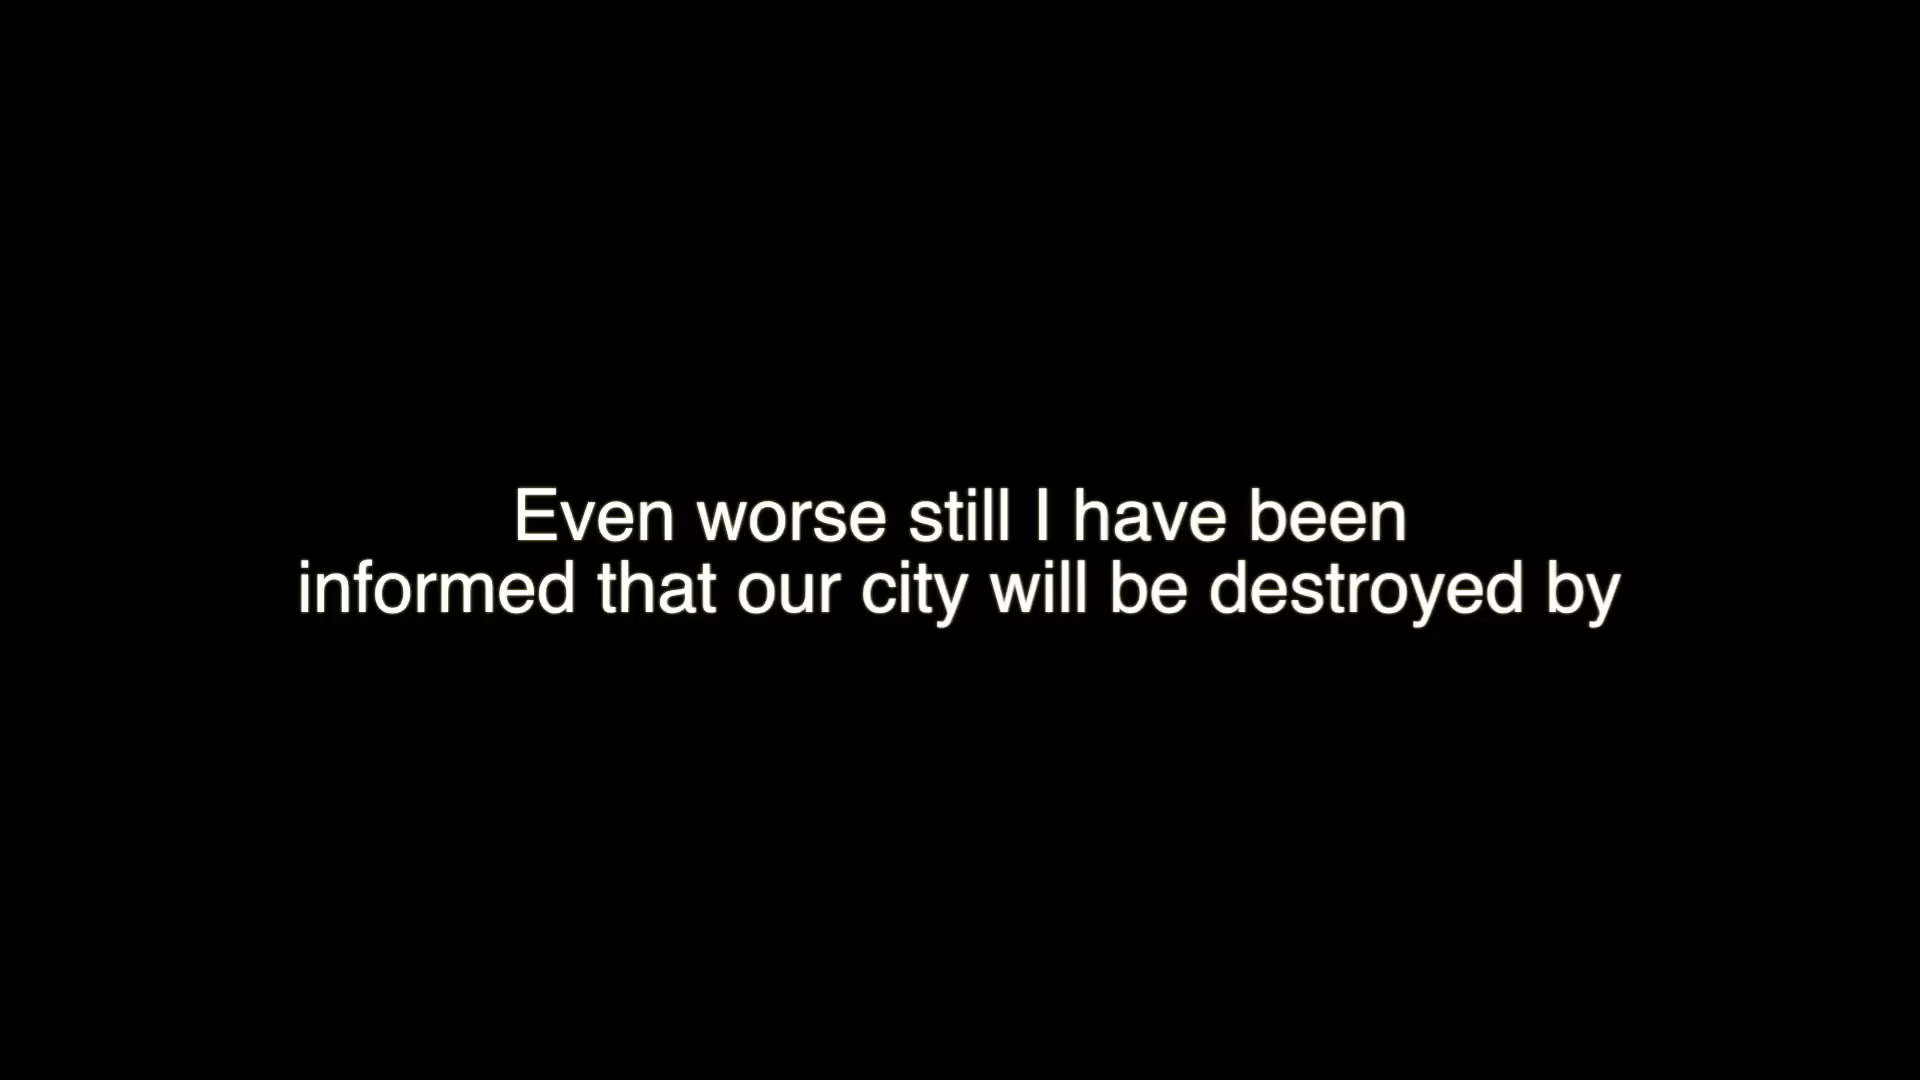 Even worse still I have been
informed that our city will be destroyed by